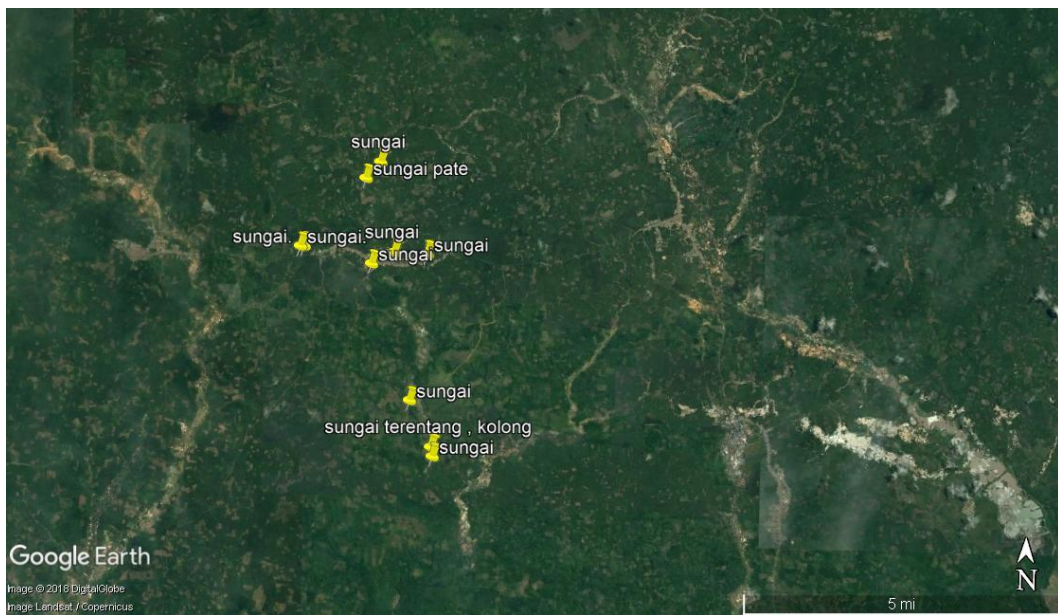 sungai
sungai pate
sungai. sungai. sungai
sungai sungai
sungai
sungai terentang , kolong
sungai
Google Earth
Image © 2018 DigitalGlobe
Image Landsat / Copernicus
N
5 mi